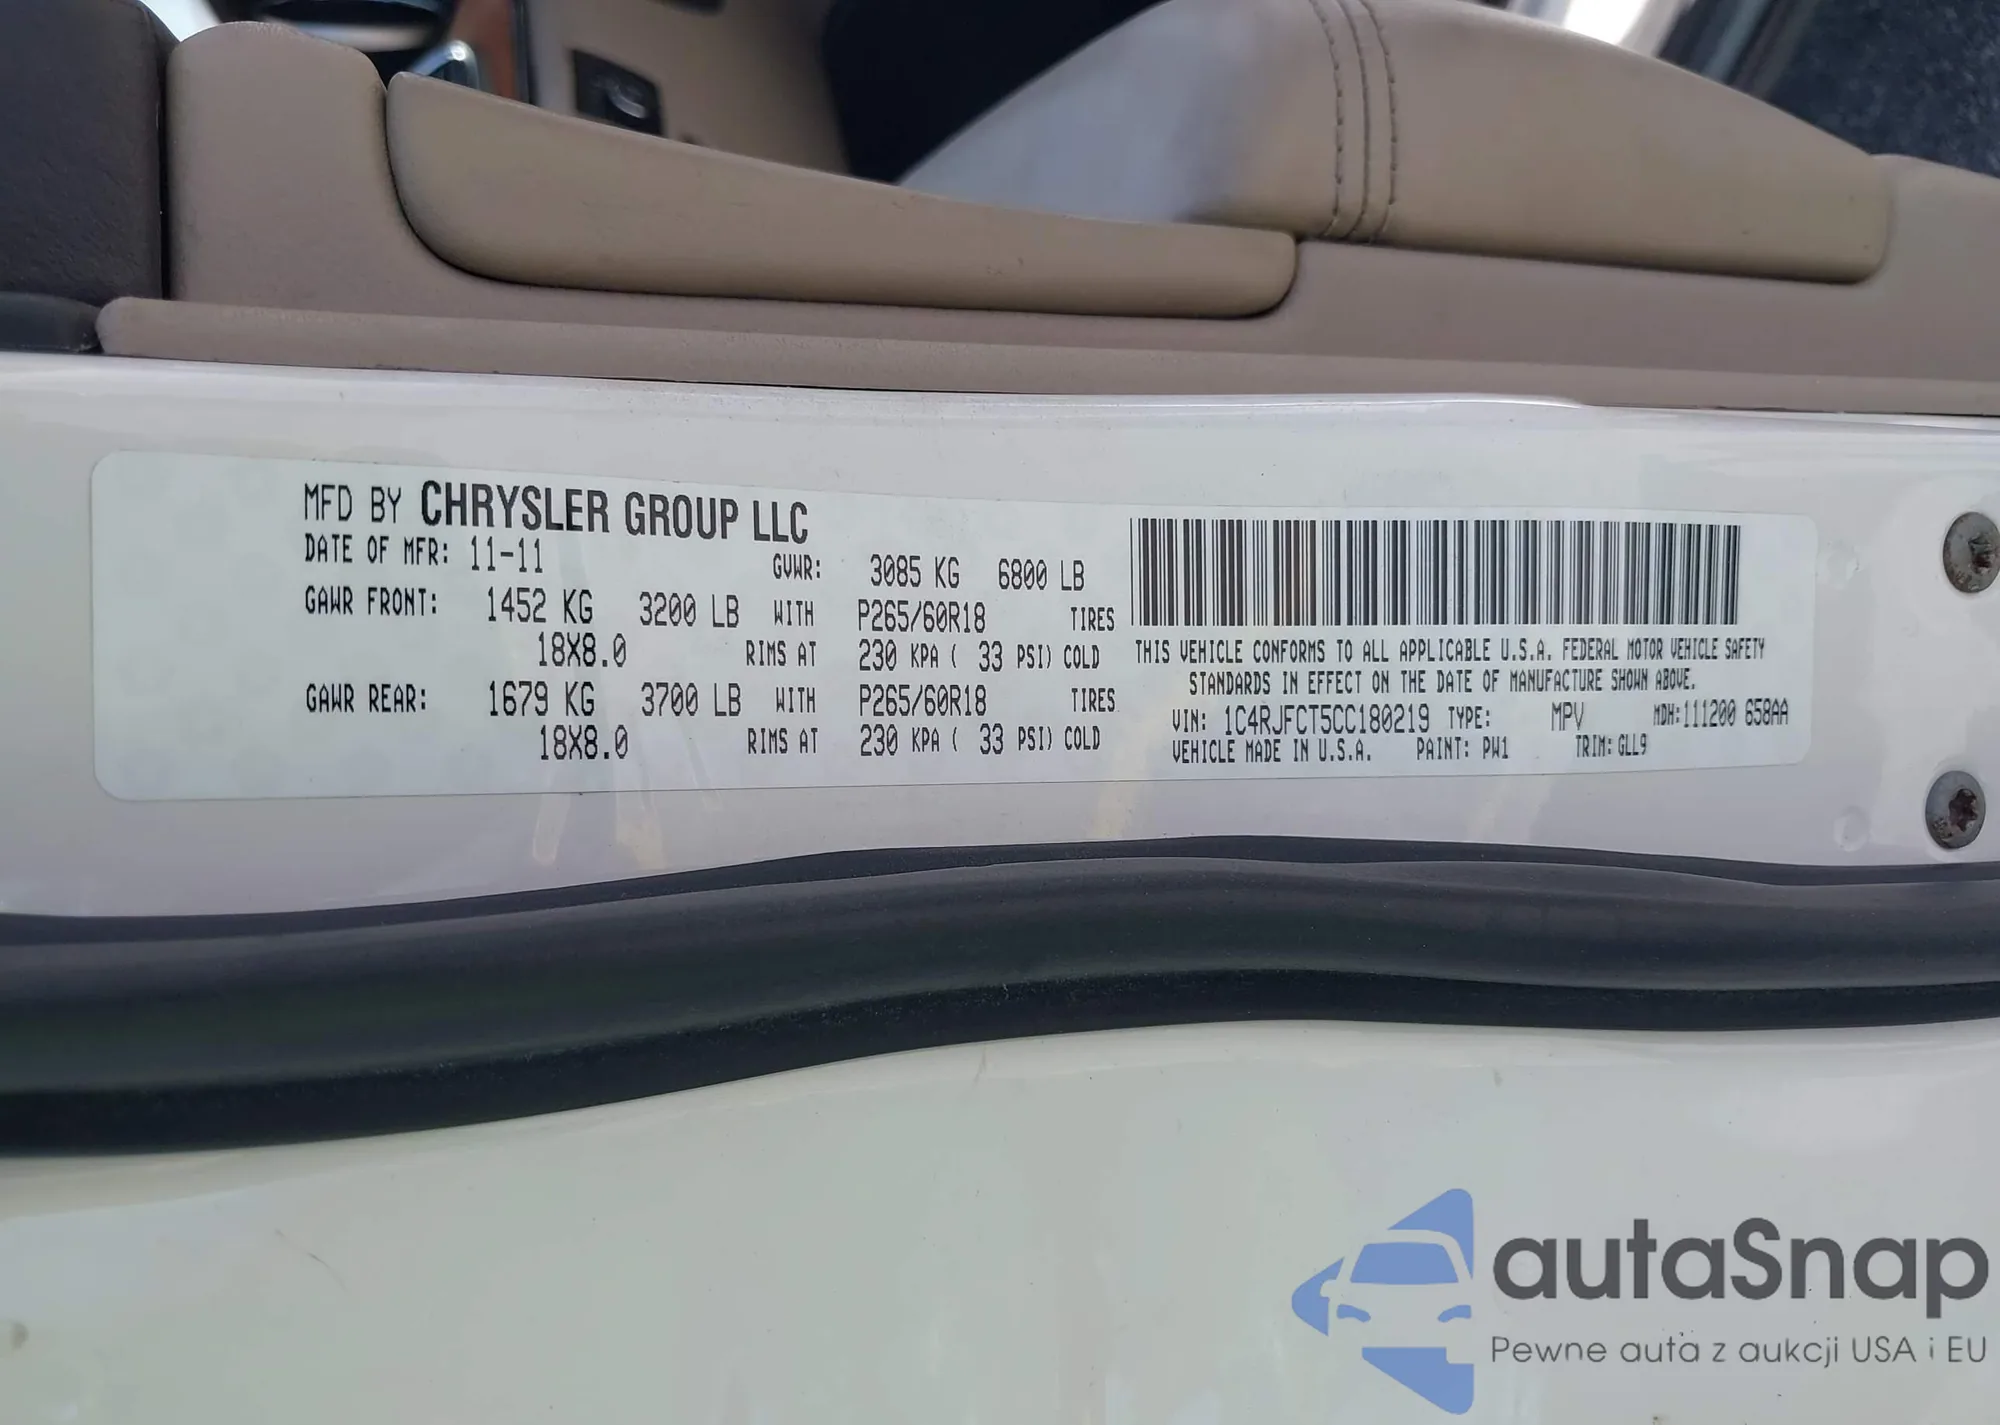 MFD BY CHRYSLER GROUP LLC
DATE OF MFR: 11-11 GVWR: 3085 KG 6800 LB
GAWR FRONT: 1452 KG 3200 LB WITH P265/60R18 TIRES
18X8.0 RIMS AT 230 KPA ( 33 PSI) COLD
GAWR REAR: 1679 KG 3700 LB WITH P265/60R18 TIRES
18X8.0 RIMS AT 230 KPA ( 33 PSI) COLD
THIS VEHICLE CONFORMS TO ALL APPLICABLE U.S.A. FEDERAL MOTOR VEHICLE SAFETY
STANDARDS IN EFFECT ON THE DATE OF MANUFACTURE SHOWN ABOVE.
VIN: 1C4RJFCT5CC180219 TYPE: MPV MDH:111200 658AA
VEHICLE MADE IN U.S.A. PAINT: PW1 TRIM: GLL9
autaSnap
Pewne auta z aukcji USA i EU